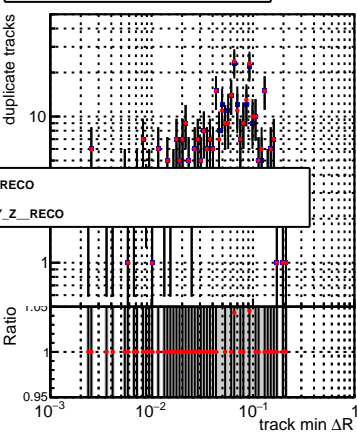 duplicate tracks
10
RECO
Z__RECO
1
Ratio
1.05
1
0.95
10⁻³
10⁻²
10⁻¹
1
track min ΔR